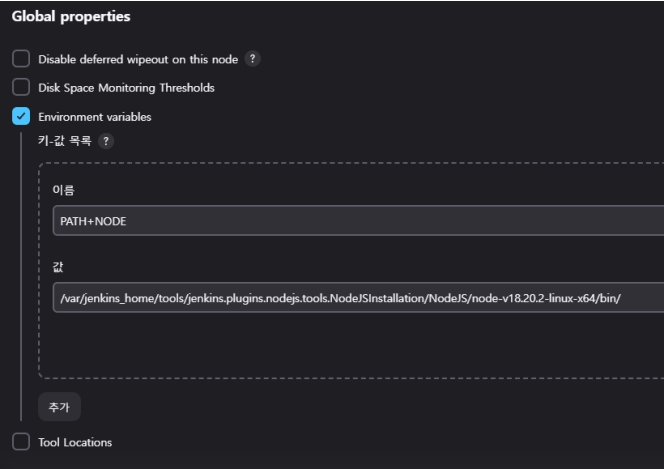 Global properties
Disable deferred wipeout on this node ?
Disk Space Monitoring Thresholds
Environment variables
키-값 목록 ?
이름
PATH+NODE
값
/var/jenkins_home/tools/jenkins.plugins.nodejs.tools.NodeJSInstallation/NodeJS/node-v18.20.2-linux-x64/bin/
추가
Tool Locations